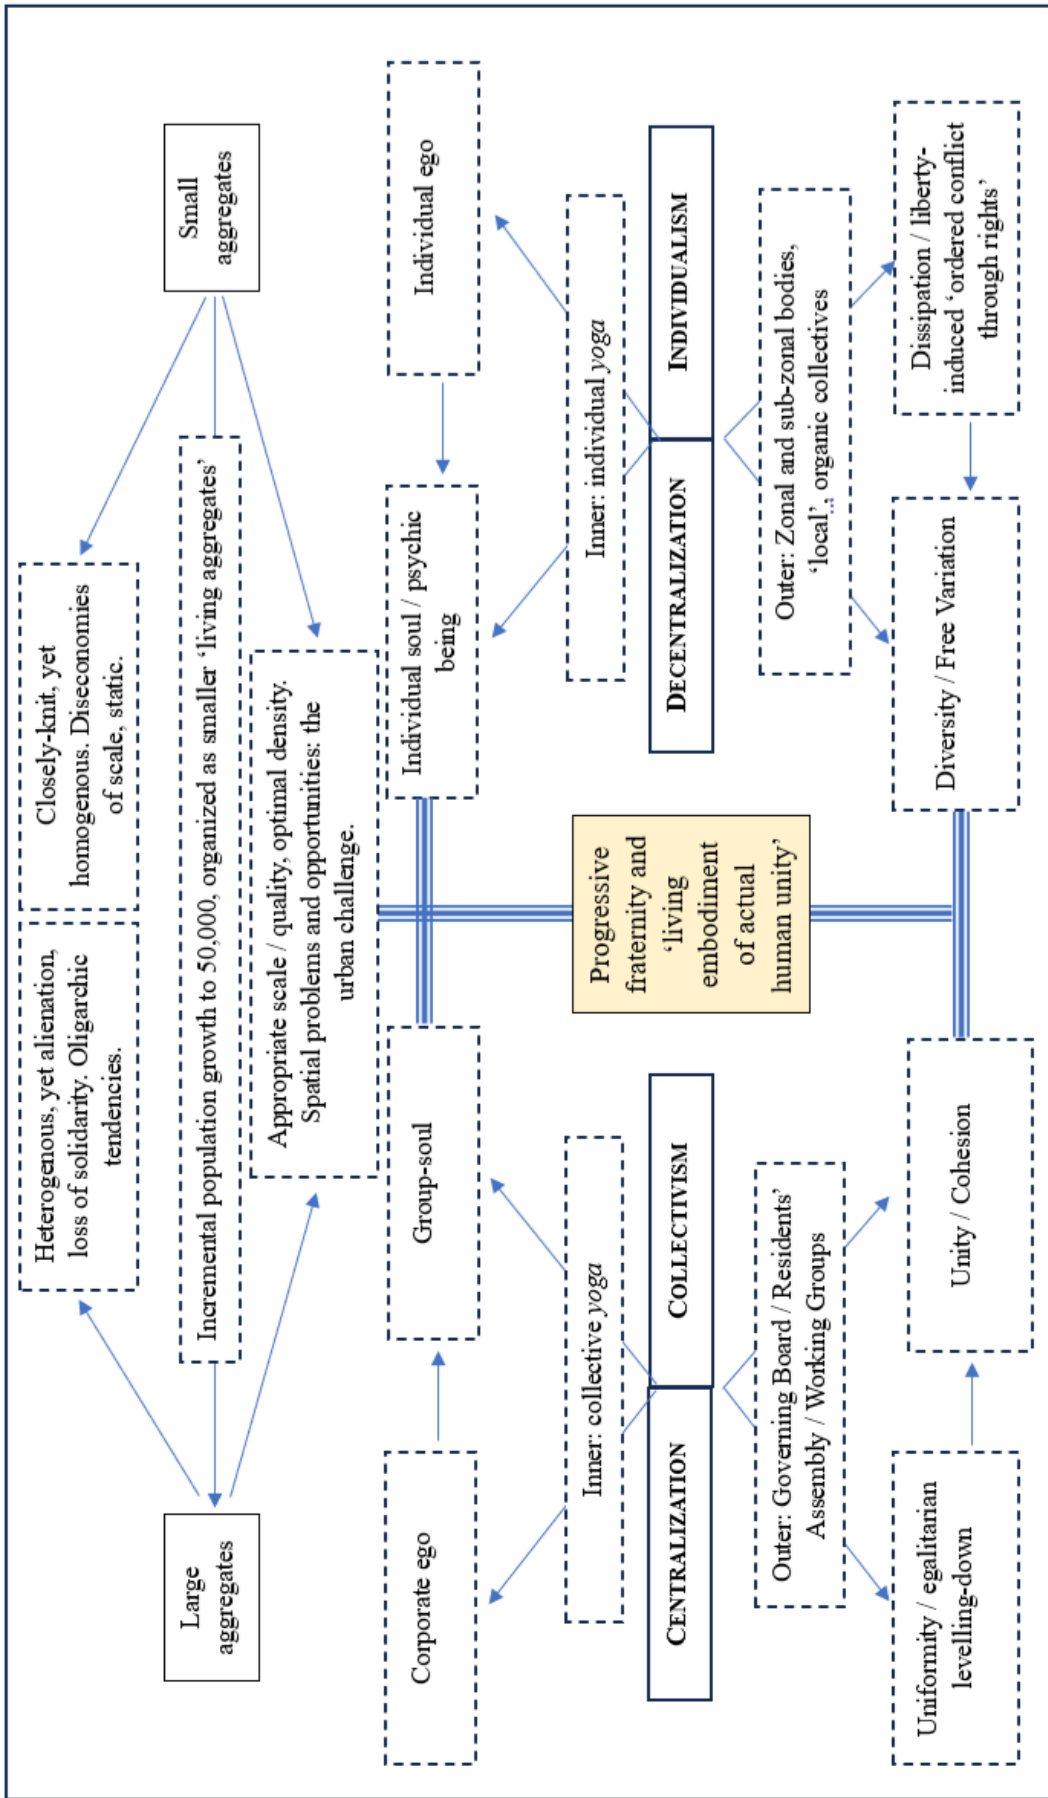 Large
aggregates
Heterogenous, yet alienation,
loss of solidarity. Oligarchic
tendencies.
Closely-knit, yet
homogenous. Diseconomies
of scale, static.
Small
aggregates
Incremental population growth to 50,000, organized as smaller ‘living aggregates’
Appropriate scale / quality, optimal density.
Spatial problems and opportunities: the
urban challenge.
Corporate ego
Group-soul
Individual soul / psychic
being
Individual ego
Inner: collective yoga
Inner: individual yoga
CENTRALIZATION
COLLECTIVISM
Progressive
fraternity and
‘living
embodiment
of actual
human unity’
DECENTRALIZATION
INDIVIDUALISM
Outer: Governing Board / Residents’
Assembly / Working Groups
Outer: Zonal and sub-zonal bodies,
‘local’, organic collectives
Uniformity / egalitarian
levelling-down
Unity / Cohesion
Diversity / Free Variation
Dissipation / liberty-
induced ‘ordered conflict
through rights’